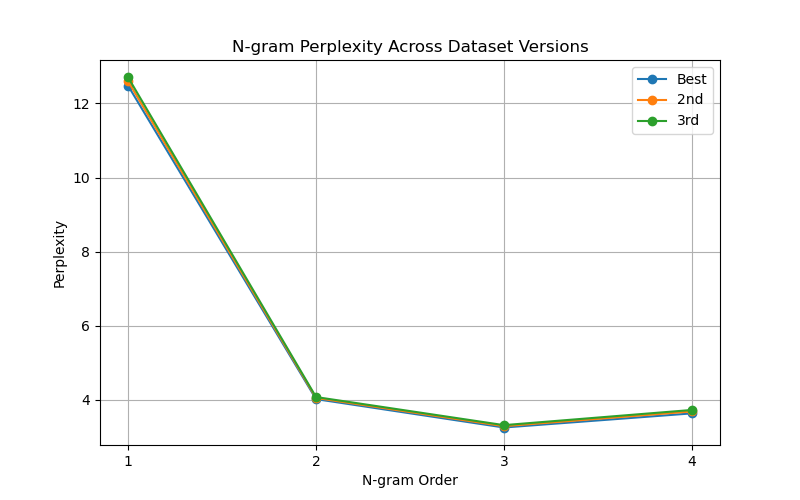 N-gram Perplexity Across Dataset Versions
Best
2nd
3rd
12
10
8
6
4
Perplexity
1 2 3 4
N-gram Order